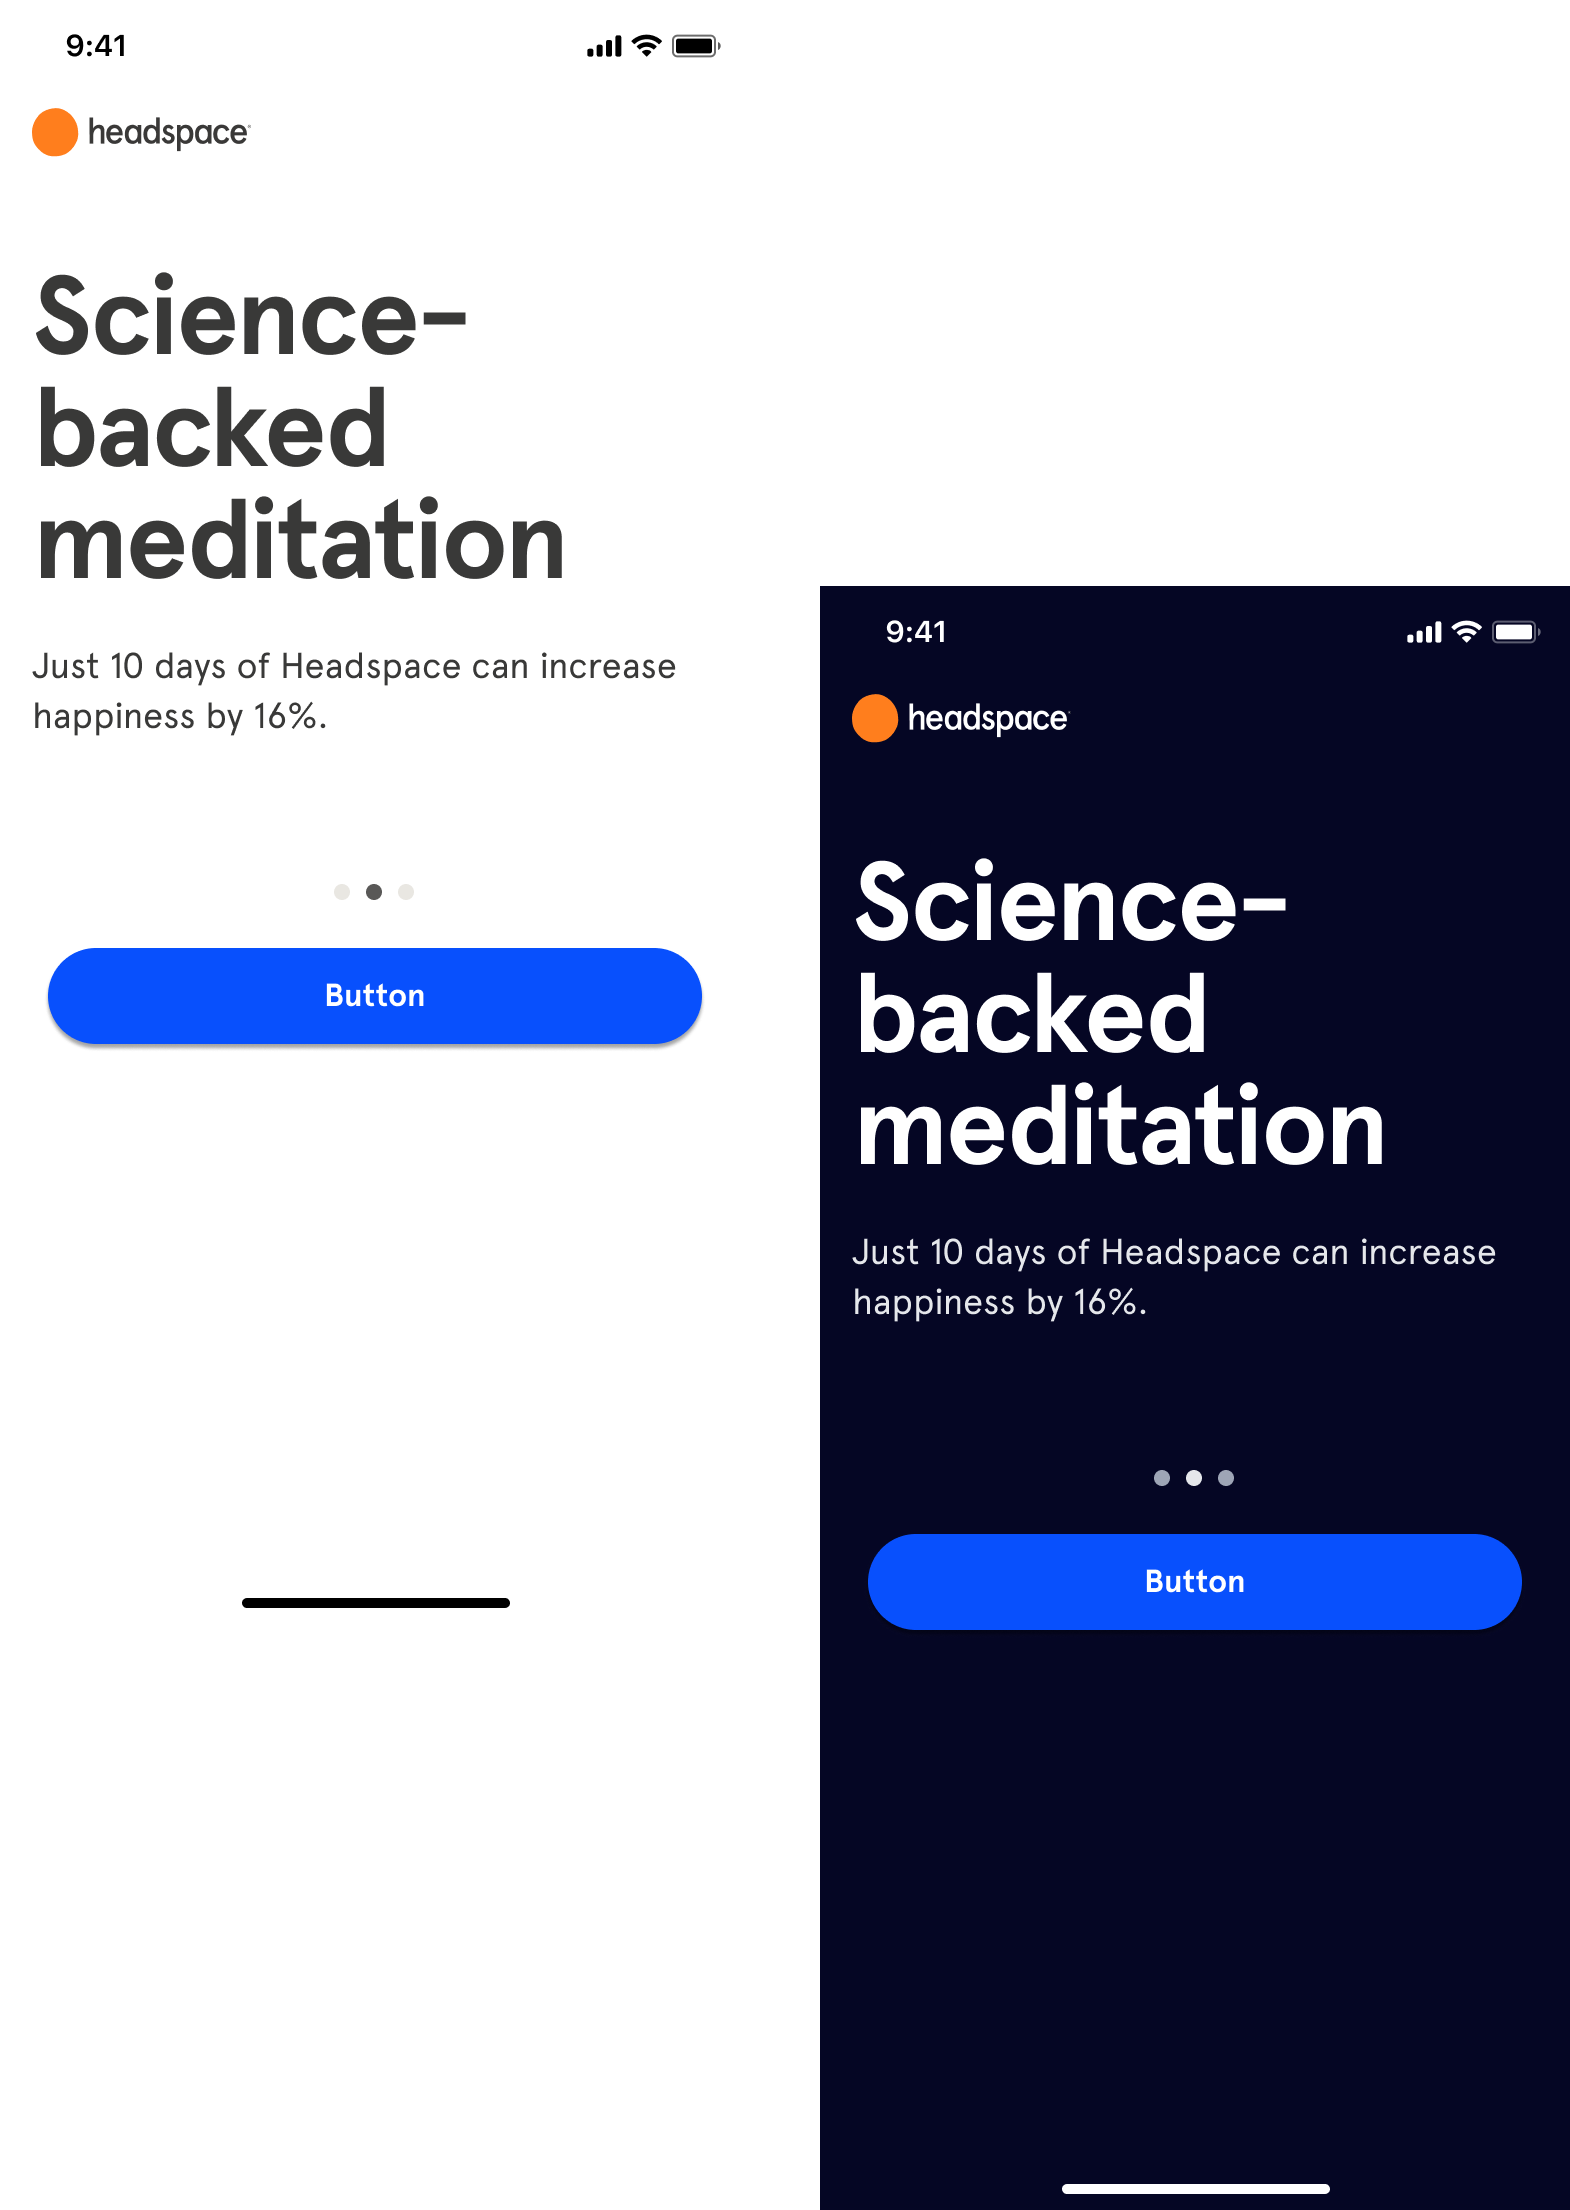 9:41
headspace
Science-
backed
meditation
Just 10 days of Headspace can increase
happiness by 16%.
Button
9:41
headspace
Science-
backed
meditation
Just 10 days of Headspace can increase
happiness by 16%.
Button